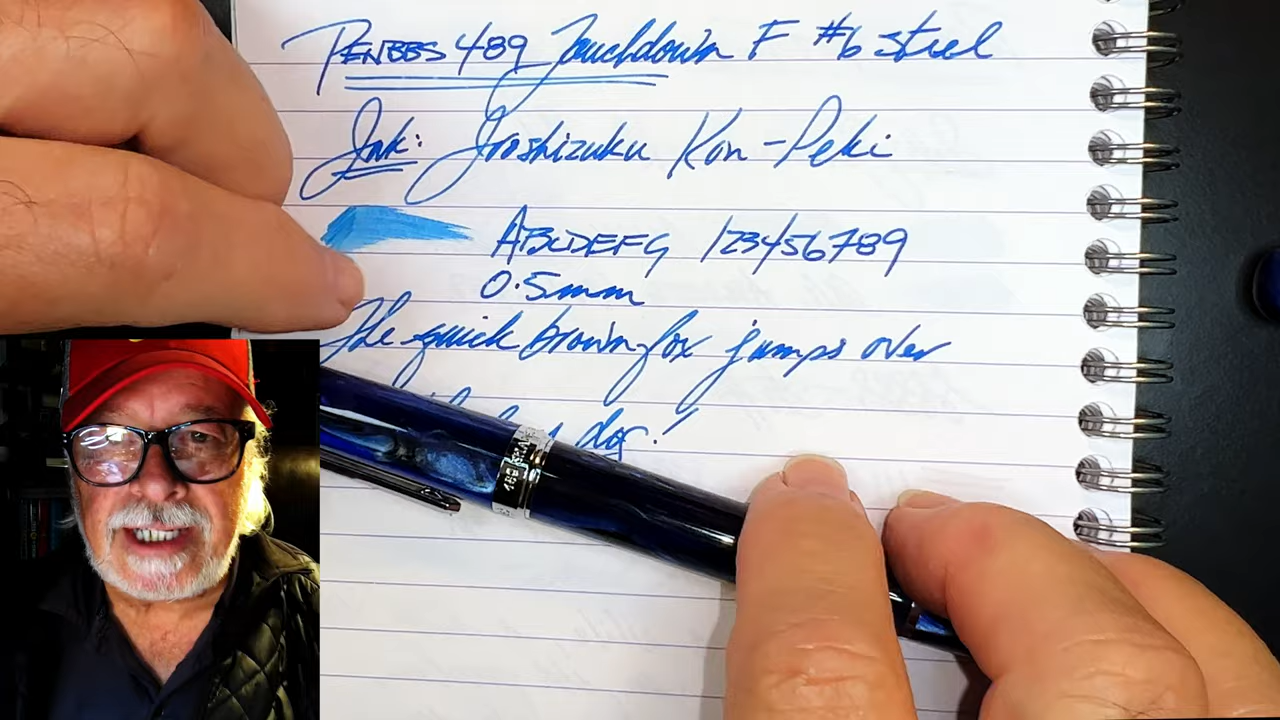 PENBBS 489 Touchdown F #6 steel
Ink: Iroshizuku Kon-Peki
ABCDEFG 123456789
0.5mm
The quick brown fox jumps over
dog!
489